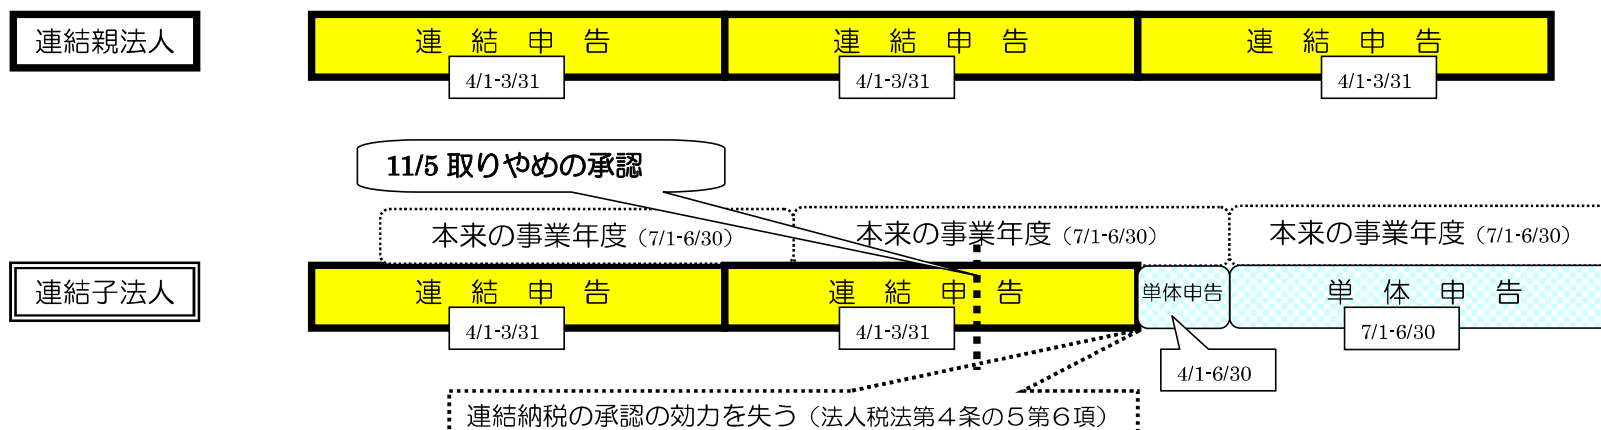 連結親法人
連結申告
4/1-3/31
連結申告
4/1-3/31
連結申告
4/1-3/31
11/5 取りやめの承認
本来の事業年度（7/1-6/30）
本来の事業年度（7/1-6/30）
本来の事業年度（7/1-6/30）
連結子法人
連結申告
4/1-3/31
連結申告
4/1-3/31
単体申告
4/1-6/30
単体申告
7/1-6/30
連結納税の承認の効力を失う（法人税法第４条の５第６項）